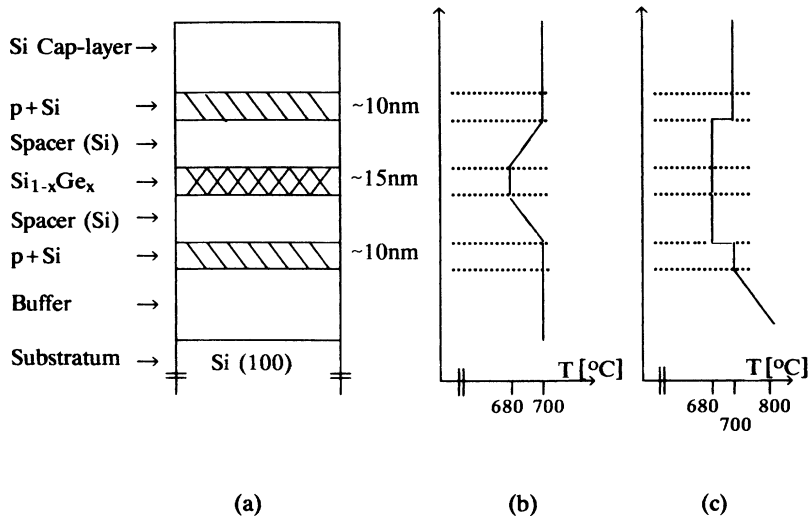 Si Cap-layer →
p+Si → ~10nm
Spacer (Si) →
Si1-xGex → ~15nm
Spacer (Si) →
p+Si → ~10nm
Buffer →
Substratum → Si (100)
T [°C]
680 700
T [°C]
680 800
700
(a) (b) (c)